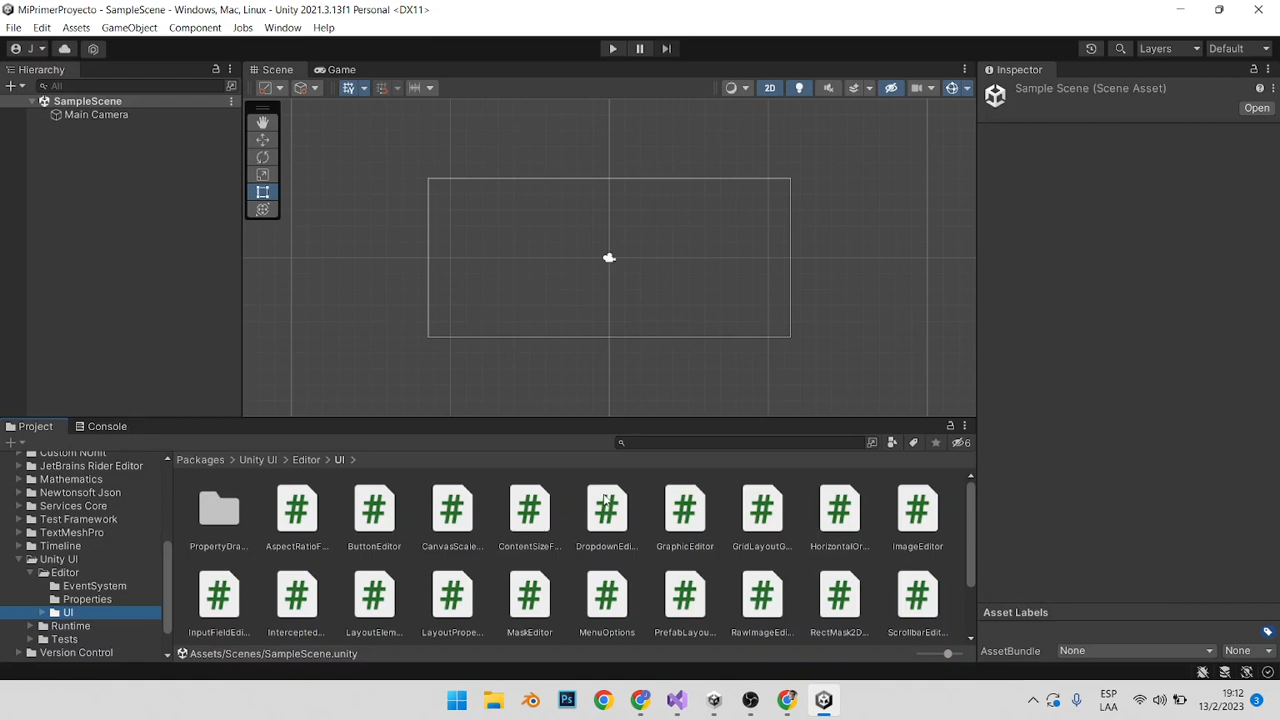 MiPrimerProyecto - SampleScene - Windows, Mac, Linux - Unity 2021.3.13f1 Personal <DX11>
File Edit Assets GameObject Component Jobs Window Help
J Layers Default
Hierarchy Scene Game Inspector
All
SampleScene
Main Camera
2D
Sample Scene (Scene Asset)
Open
Project Console
6
Custom NUnit
JetBrains Rider Editor
Mathematics
Newtonsoft Json
Services Core
Test Framework
TextMeshPro
Timeline
Unity UI
Editor
EventSystem
Properties
UI
Runtime
Tests
Version Control
Packages > Unity UI > Editor > UI >
PropertyDra... AspectRatioF... ButtonEditor CanvasScale... ContentSizeF... DropdownEdi... GraphicEditor GridLayoutG... HorizontalOr... ImageEditor
InputFieldEdi... Intercepted... LayoutElem... LayoutPrope... MaskEditor MenuOptions PrefabLayou... RawImageEdi... RectMask2D... ScrollbarEdit...
Assets/Scenes/SampleScene.unity
Asset Labels
AssetBundle None None
ESP
LAA
19:12
13/2/2023
3